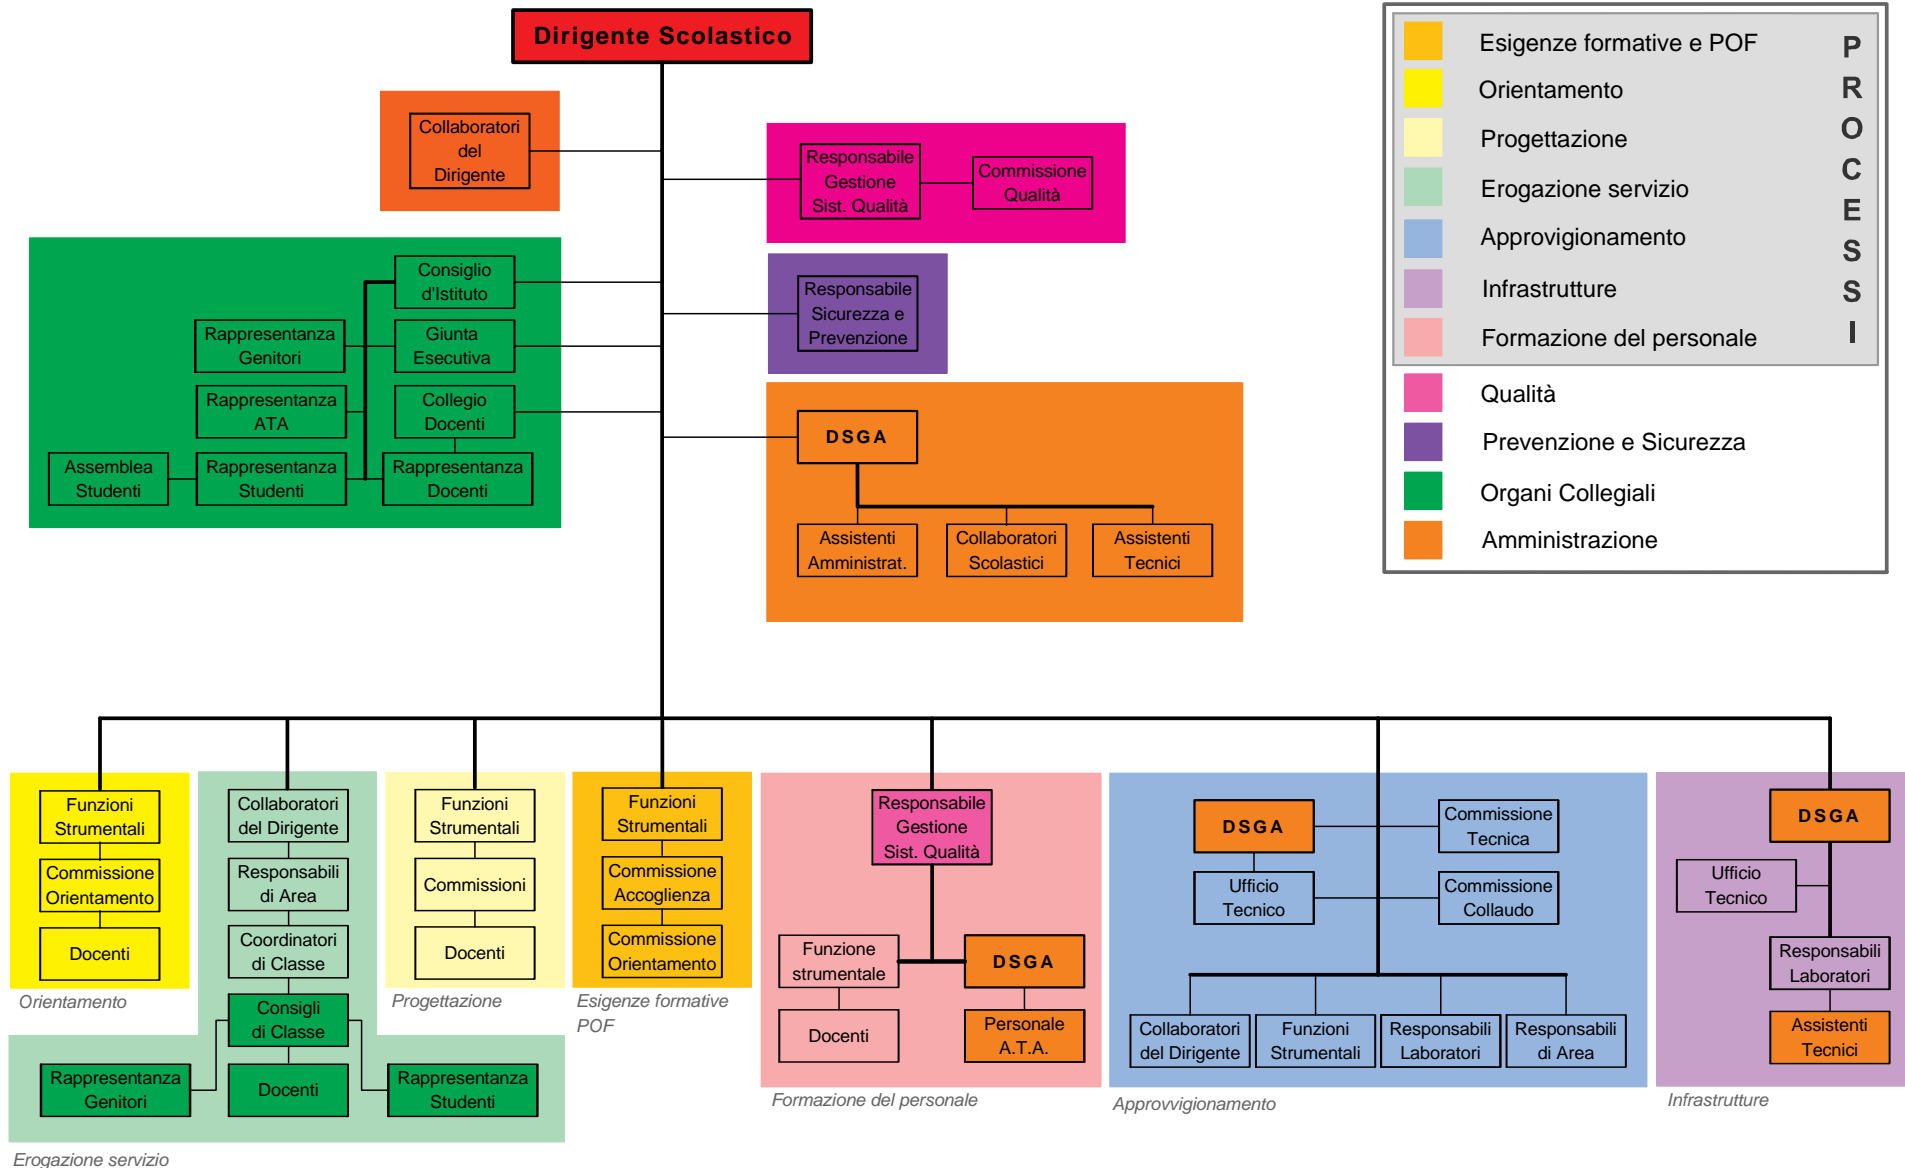 Dirigente Scolastico
Collaboratori
del
Dirigente
Responsabile
Gestione
Sist. Qualità
Commissione
Qualità
Consiglio
d'Istituto
Rappresentanza
Genitori
Giunta
Esecutiva
Rappresentanza
ATA
Collegio
Docenti
Assemblea
Studenti
Rappresentanza
Studenti
Rappresentanza
Docenti
Responsabile
Sicurezza e
Prevenzione
DSGA
Assistenti
Amministrat.
Collaboratori
Scolastici
Assistenti
Tecnici
Esigenze formative e POF
Orientamento
Progettazione
Erogazione servizio
Approvigionamento
Infrastrutture
Formazione del personale
P
R
O
C
E
S
S
I
Qualità
Prevenzione e Sicurezza
Organi Collegiali
Amministrazione
Funzioni
Strumentali
Commissione
Orientamento
Docenti
Orientamento
Collaboratori
del Dirigente
Responsabili
di Area
Coordinatori
di Classe
Consigli
di Classe
Rappresentanza
Genitori
Docenti
Rappresentanza
Studenti
Erogazione servizio
Funzioni
Strumentali
Commissioni
Docenti
Progettazione
Funzioni
Strumentali
Commissione
Accoglienza
Commissione
Orientamento
Esigenze formative
POF
Responsabile
Gestione
Sist. Qualità
Funzione
strumentale
DSGA
Docenti
Personale
A.T.A.
Formazione del personale
DSGA
Commissione
Tecnica
Ufficio
Tecnico
Commissione
Collaudo
Collaboratori
del Dirigente
Funzioni
Strumentali
Responsabili
Laboratori
Responsabili
di Area
Approvvigionamento
DSGA
Ufficio
Tecnico
Responsabili
Laboratori
Assistenti
Tecnici
Infrastrutture